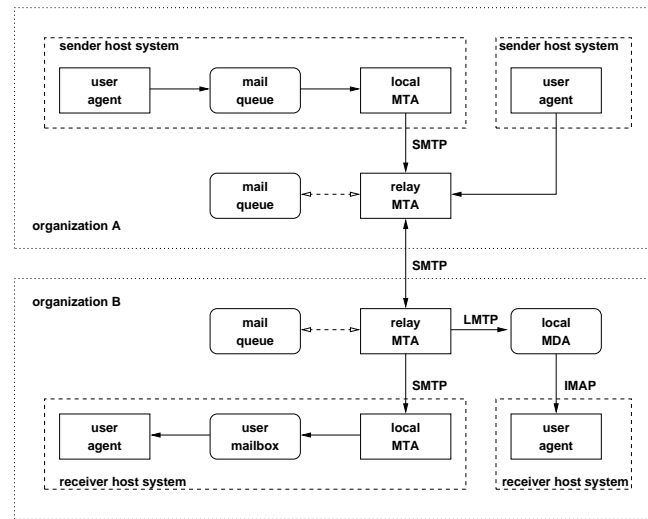 sender host system
sender host system
user
agent
mail
queue
local
MTA
user
agent
SMTP
mail
queue
relay
MTA
organization A
SMTP
organization B
mail
queue
relay
MTA
LMTP
local
MDA
SMTP
IMAP
user
agent
user
mailbox
local
MTA
user
agent
receiver host system
receiver host system